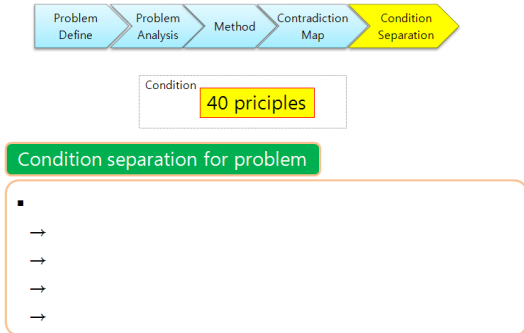 Problem
Define
Problem
Analysis
Method
Contradiction
Map
Condition
Separation
Condition
40 priciples
Condition separation for problem
▪
→
→
→
→